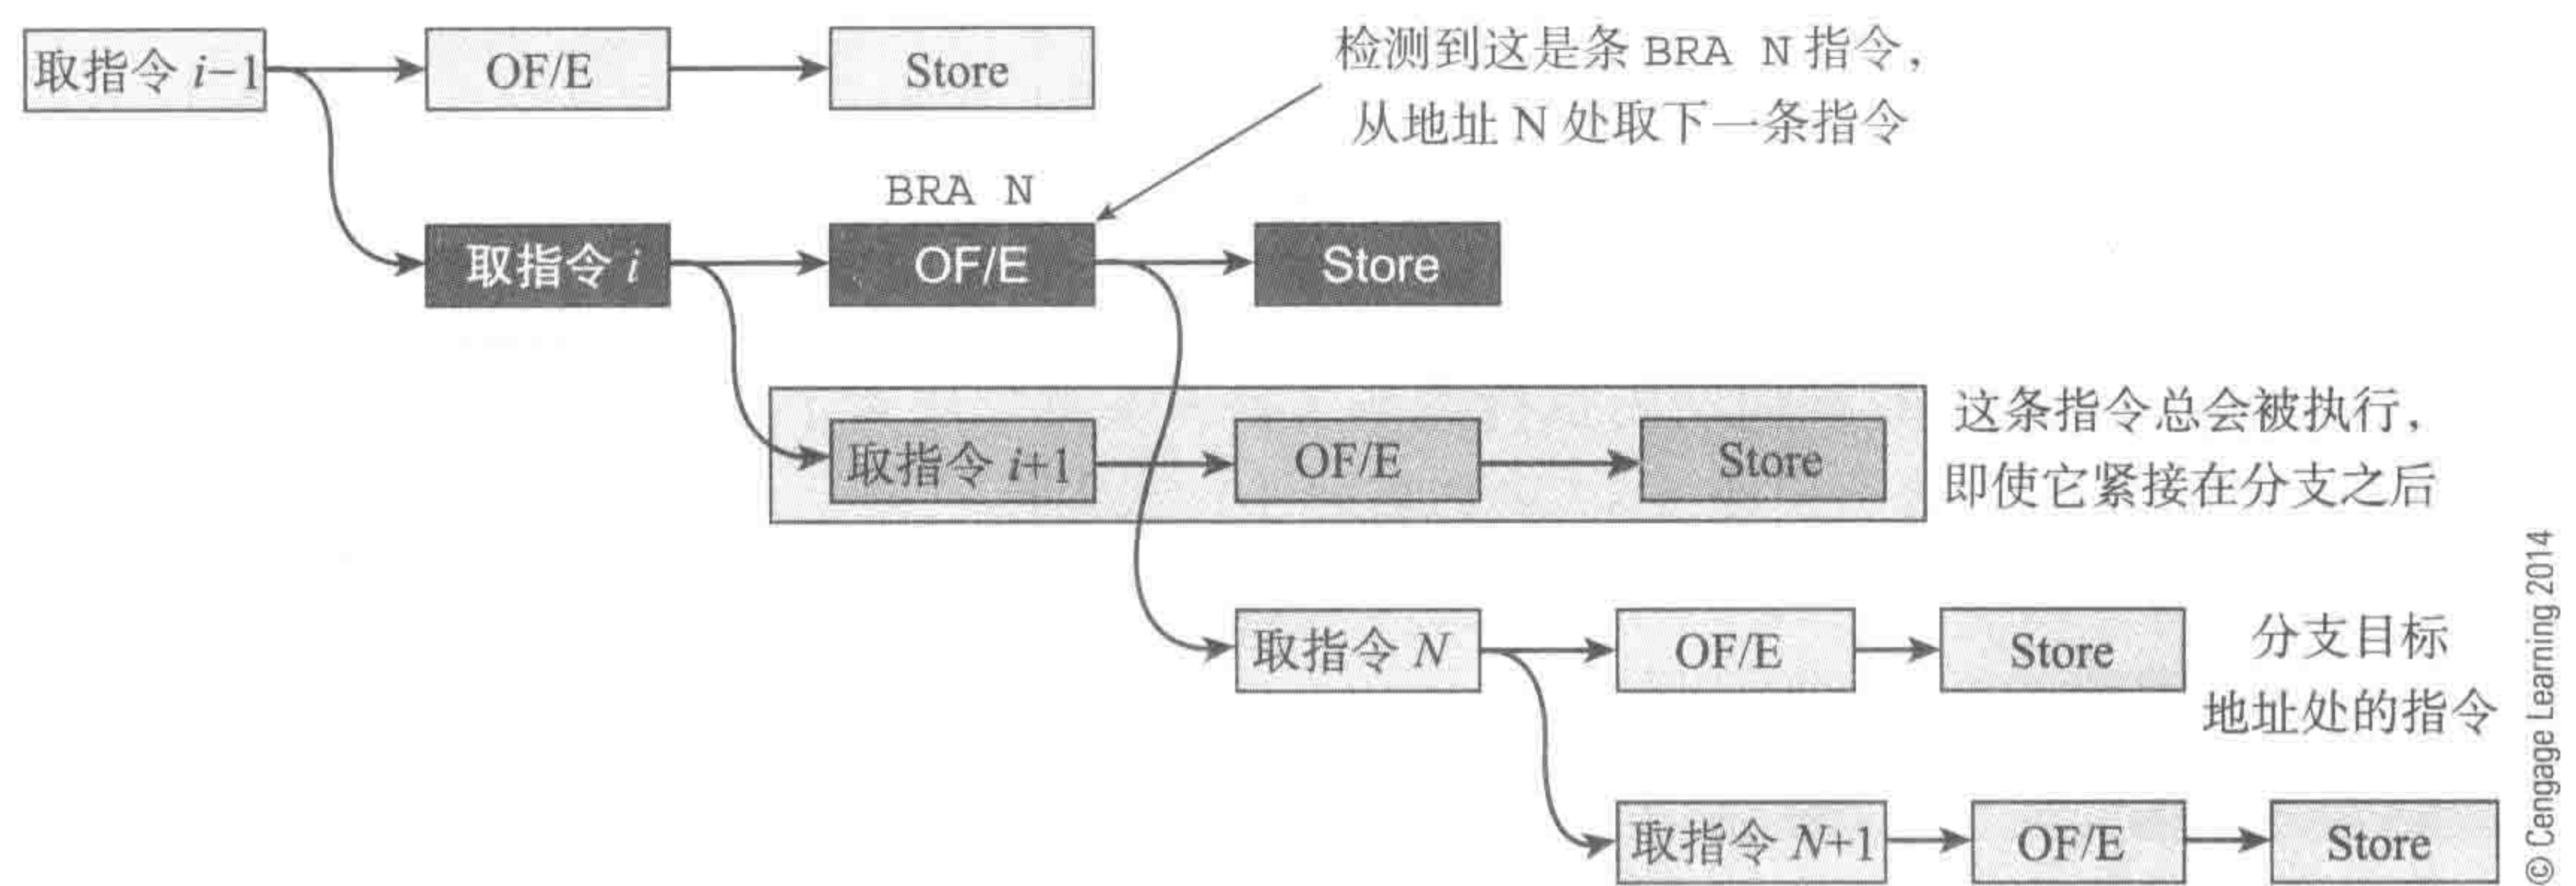 取指令 i−1
OF/E
Store
检测到这是条 BRA N 指令，
从地址 N 处取下一条指令
BRA N
取指令 i
OF/E
Store
取指令 i+1
OF/E
Store
这条指令总会被执行，
即使它紧接在分支之后
取指令 N
OF/E
Store
分支目标
地址处的指令
取指令 N+1
OF/E
Store
© Cengage Learning 2014